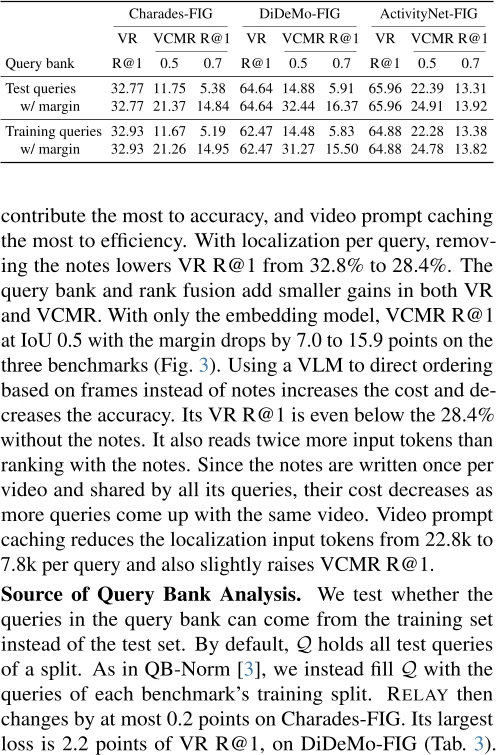 Charades-FIG DiDeMo-FIG ActivityNet-FIG
VR VCMR R@1 VR VCMR R@1 VR VCMR R@1
Query bank R@1 0.5 0.7 R@1 0.5 0.7 R@1 0.5 0.7
Test queries 32.77 11.75 5.38 64.64 14.88 5.91 65.96 22.39 13.31
w/ margin 32.77 21.37 14.84 64.64 32.44 16.37 65.96 24.91 13.92
Training queries 32.93 11.67 5.19 62.47 14.48 5.83 64.88 22.28 13.38
w/ margin 32.93 21.26 14.95 62.47 31.27 15.50 64.88 24.78 13.82
contribute the most to accuracy, and video prompt caching
the most to efficiency. With localization per query, remov-
ing the notes lowers VR R@1 from 32.8% to 28.4%. The
query bank and rank fusion add smaller gains in both VR
and VCMR. With only the embedding model, VCMR R@1
at IoU 0.5 with the margin drops by 7.0 to 15.9 points on the
three benchmarks (Fig. 3). Using a VLM to direct ordering
based on frames instead of notes increases the cost and de-
creases the accuracy. Its VR R@1 is even below the 28.4%
without the notes. It also reads twice more input tokens than
ranking with the notes. Since the notes are written once per
video and shared by all its queries, their cost decreases as
more queries come up with the same video. Video prompt
caching reduces the localization input tokens from 22.8k to
7.8k per query and also slightly raises VCMR R@1.
Source of Query Bank Analysis. We test whether the
queries in the query bank can come from the training set
instead of the test set. By default, 𝒬 holds all test queries
of a split. As in QB-Norm [3], we instead fill 𝒬 with the
queries of each benchmark's training split. RELAY then
changes by at most 0.2 points on Charades-FIG. Its largest
loss is 2.2 points of VR R@1, on DiDeMo-FIG (Tab. 3).